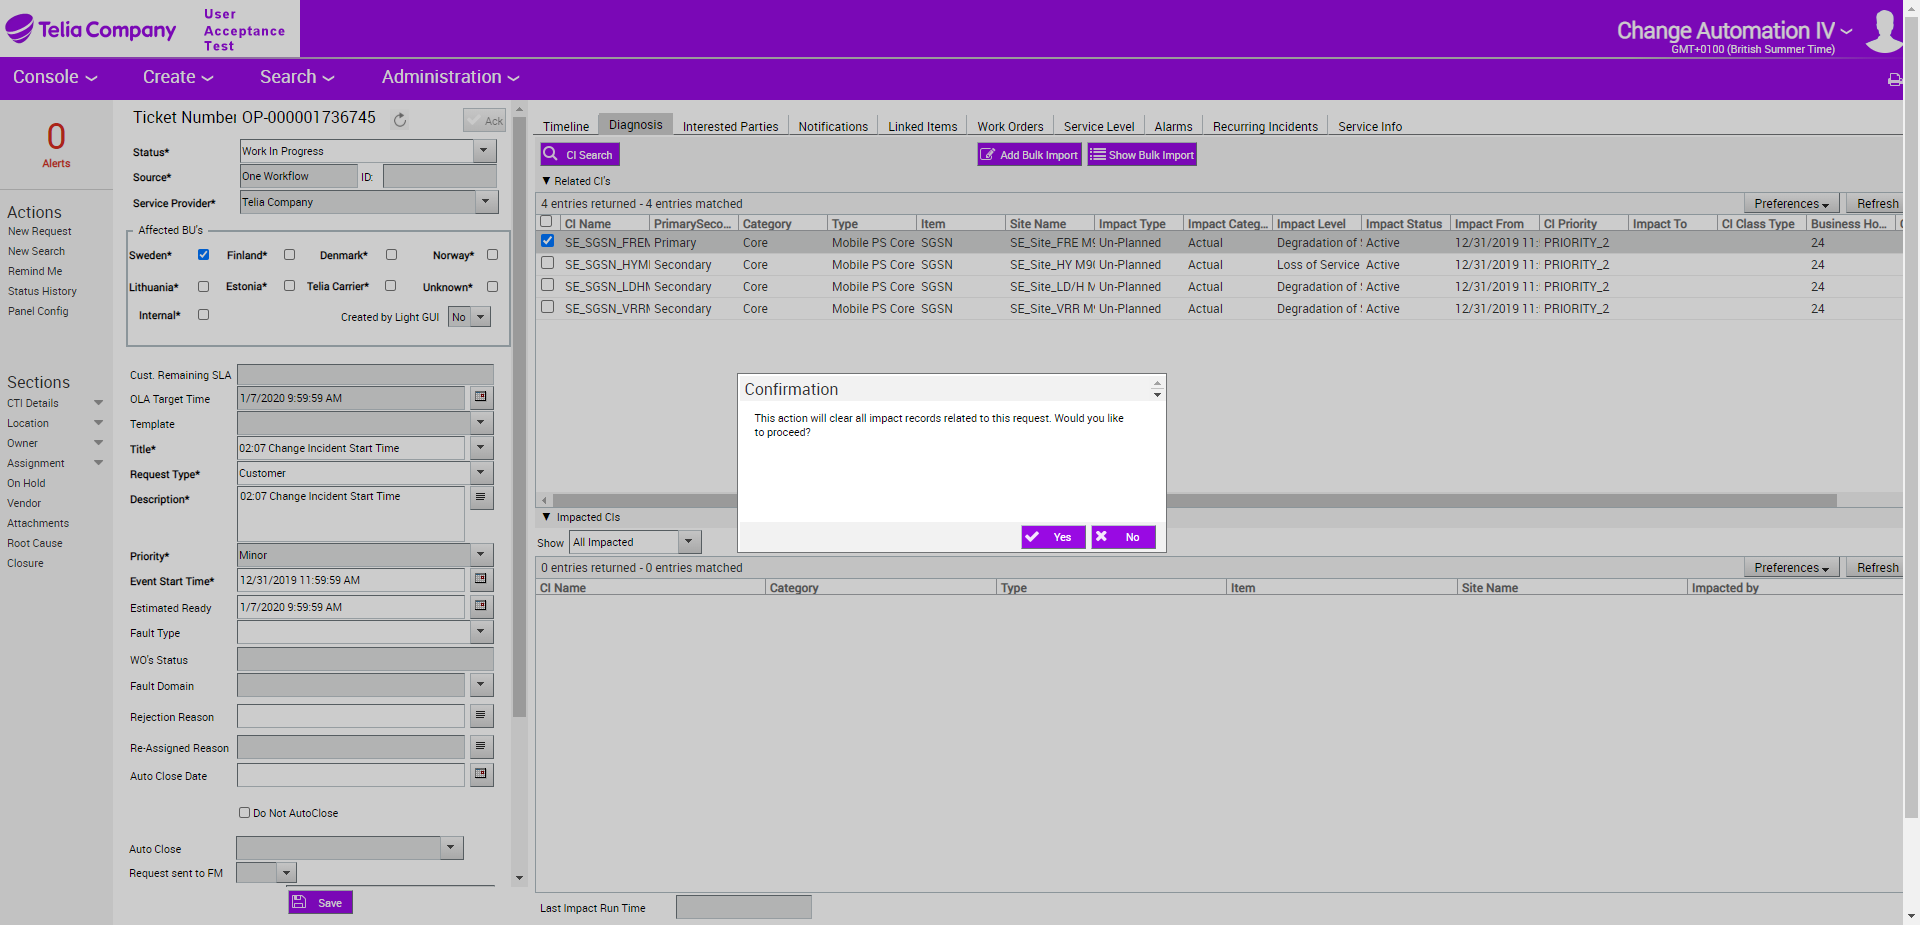 Telia Company
User
Acceptance
Test
Change Automation IV
GMT+0100 (British Summer Time)
Console
Create
Search
Administration
0
Alerts
Actions
New Request
New Search
Remind Me
Status History
Panel Config
Sections
CTI Details
Location
Owner
Assignment
On Hold
Vendor
Attachments
Root Cause
Closure
Ticket Number OP-000001736745
Ack
Status* Work In Progress
Source* One Workflow ID:
Service Provider* Telia Company
Affected BU's
Sweden* Finland* Denmark* Norway*
Lithuania* Estonia* Telia Carrier* Unknown*
Internal* Created by Light GUI No
Cust. Remaining SLA
OLA Target Time 1/7/2020 9:59:59 AM
Template
Title* 02:07 Change Incident Start Time
Request Type* Customer
Description* 02:07 Change Incident Start Time
Priority* Minor
Event Start Time* 12/31/2019 11:59:59 AM
Estimated Ready 1/7/2020 9:59:59 AM
Fault Type
WO's Status
Fault Domain
Rejection Reason
Re-Assigned Reason
Auto Close Date
Do Not AutoClose
Auto Close
Request sent to FM
Save
Timeline Diagnosis Interested Parties Notifications Linked Items Work Orders Service Level Alarms Recurring Incidents Service Info
CI Search Add Bulk Import Show Bulk Import
Related CI's
4 entries returned - 4 entries matched Preferences Refresh
CI Name PrimarySeco... Category Type Item Site Name Impact Type Impact Categ... Impact Level Impact Status Impact From CI Priority Impact To CI Class Type Business Ho...
SE_SGSN_FREM Primary Core Mobile PS Core SGSN SE_Site_FRE M9 Un-Planned Actual Degradation of S Active 12/31/2019 11: PRIORITY_2 24
SE_SGSN_HYMI Secondary Core Mobile PS Core SGSN SE_Site_HY M90 Un-Planned Actual Loss of Service Active 12/31/2019 11: PRIORITY_2 24
SE_SGSN_LDHM Secondary Core Mobile PS Core SGSN SE_Site_LD/H M Un-Planned Actual Degradation of S Active 12/31/2019 11: PRIORITY_2 24
SE_SGSN_VRRM Secondary Core Mobile PS Core SGSN SE_Site_VRR M Un-Planned Actual Degradation of S Active 12/31/2019 11: PRIORITY_2 24
Confirmation
This action will clear all impact records related to this request. Would you like
to proceed?
Yes No
Impacted CIs
Show All Impacted
0 entries returned - 0 entries matched Preferences Refresh
CI Name Category Type Item Site Name Impacted by
Last Impact Run Time